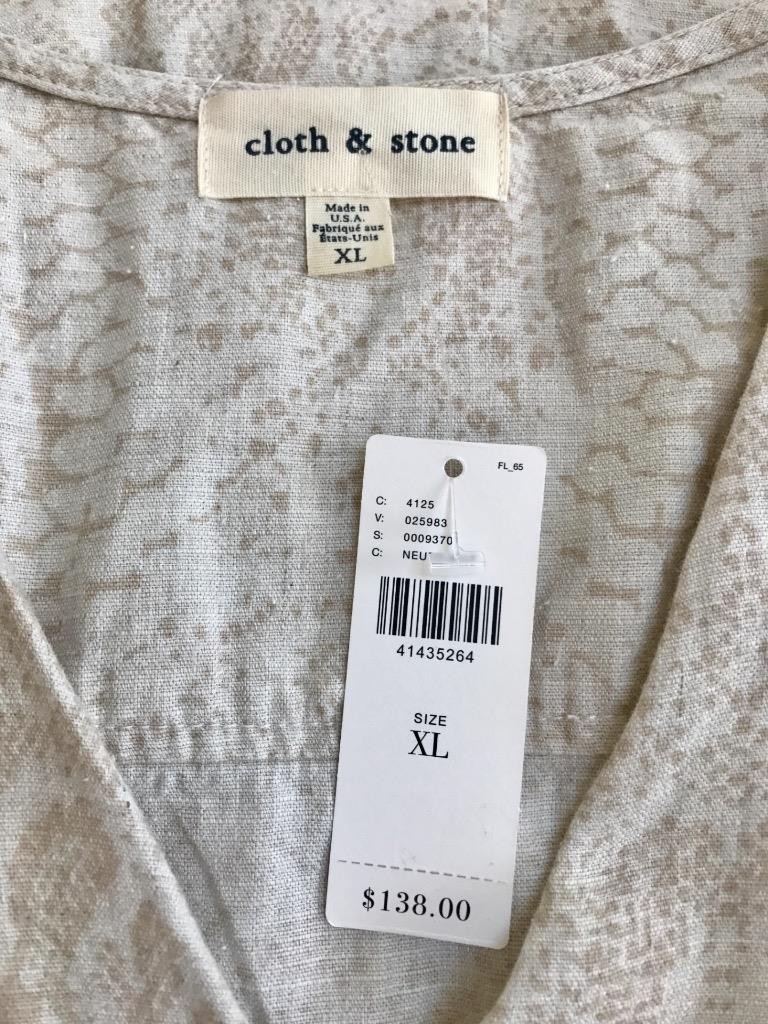 cloth & stone
Made in
U.S.A.
Fabriqué aux
États-Unis
XL
FL_65
C: 4125
V: 025983
S: 0009370
C:
41435264
SIZE
XL
$138.00